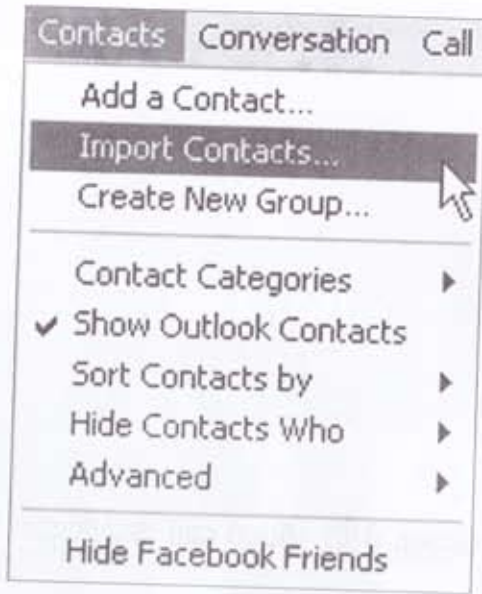 Contacts Conversation Call
Add a Contact...
Import Contacts...
Create New Group...
Contact Categories
Show Outlook Contacts
Sort Contacts by
Hide Contacts Who
Advanced
Hide Facebook Friends